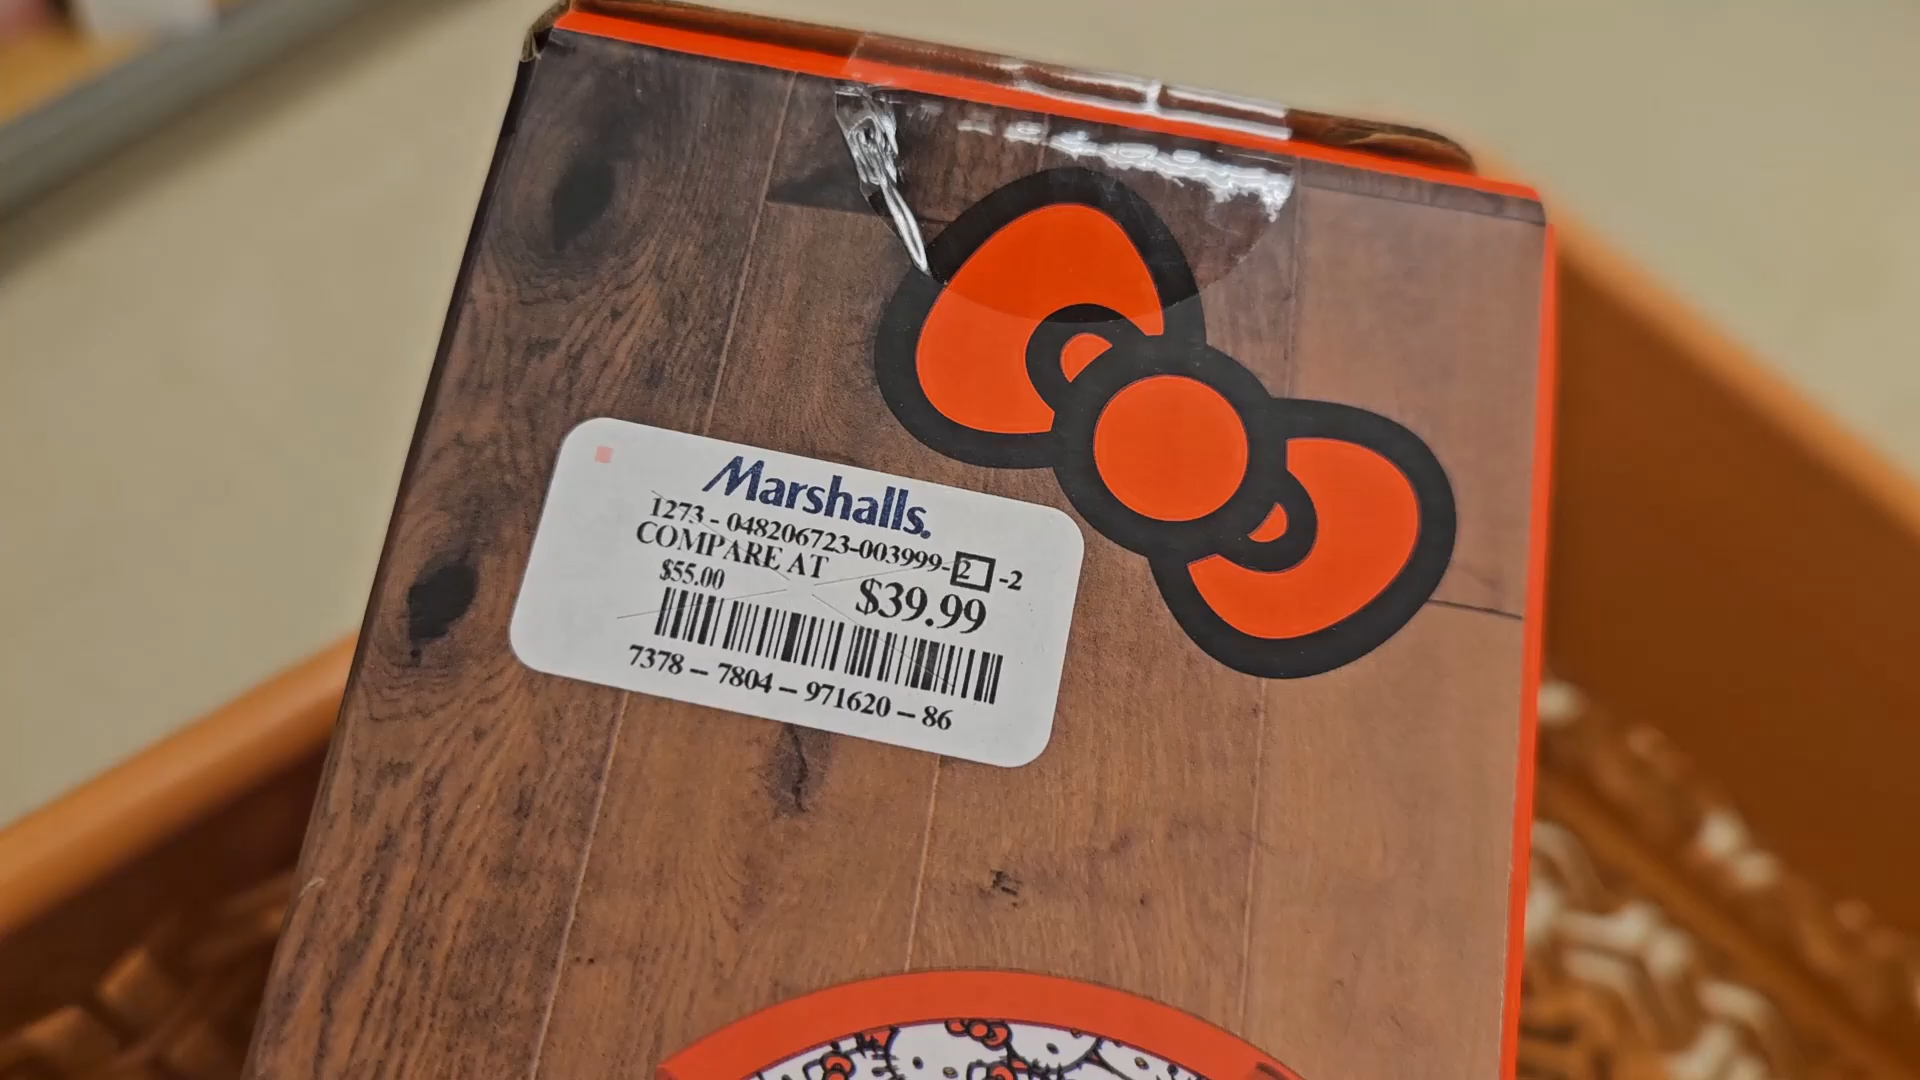 Marshalls.
1273 - 048206723-003999-2 -2
COMPARE AT
$55.00 $39.99
7378 – 7804 – 971620 – 86